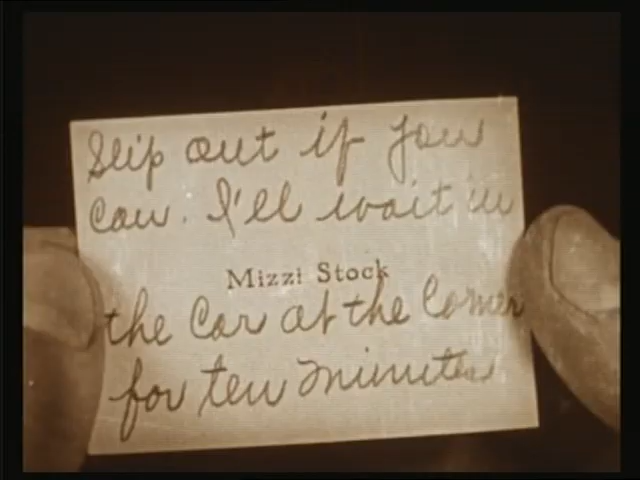 Slip out if you
can. I'll wait in
Mizzi Stock
the Car at the Corner
for ten minutes